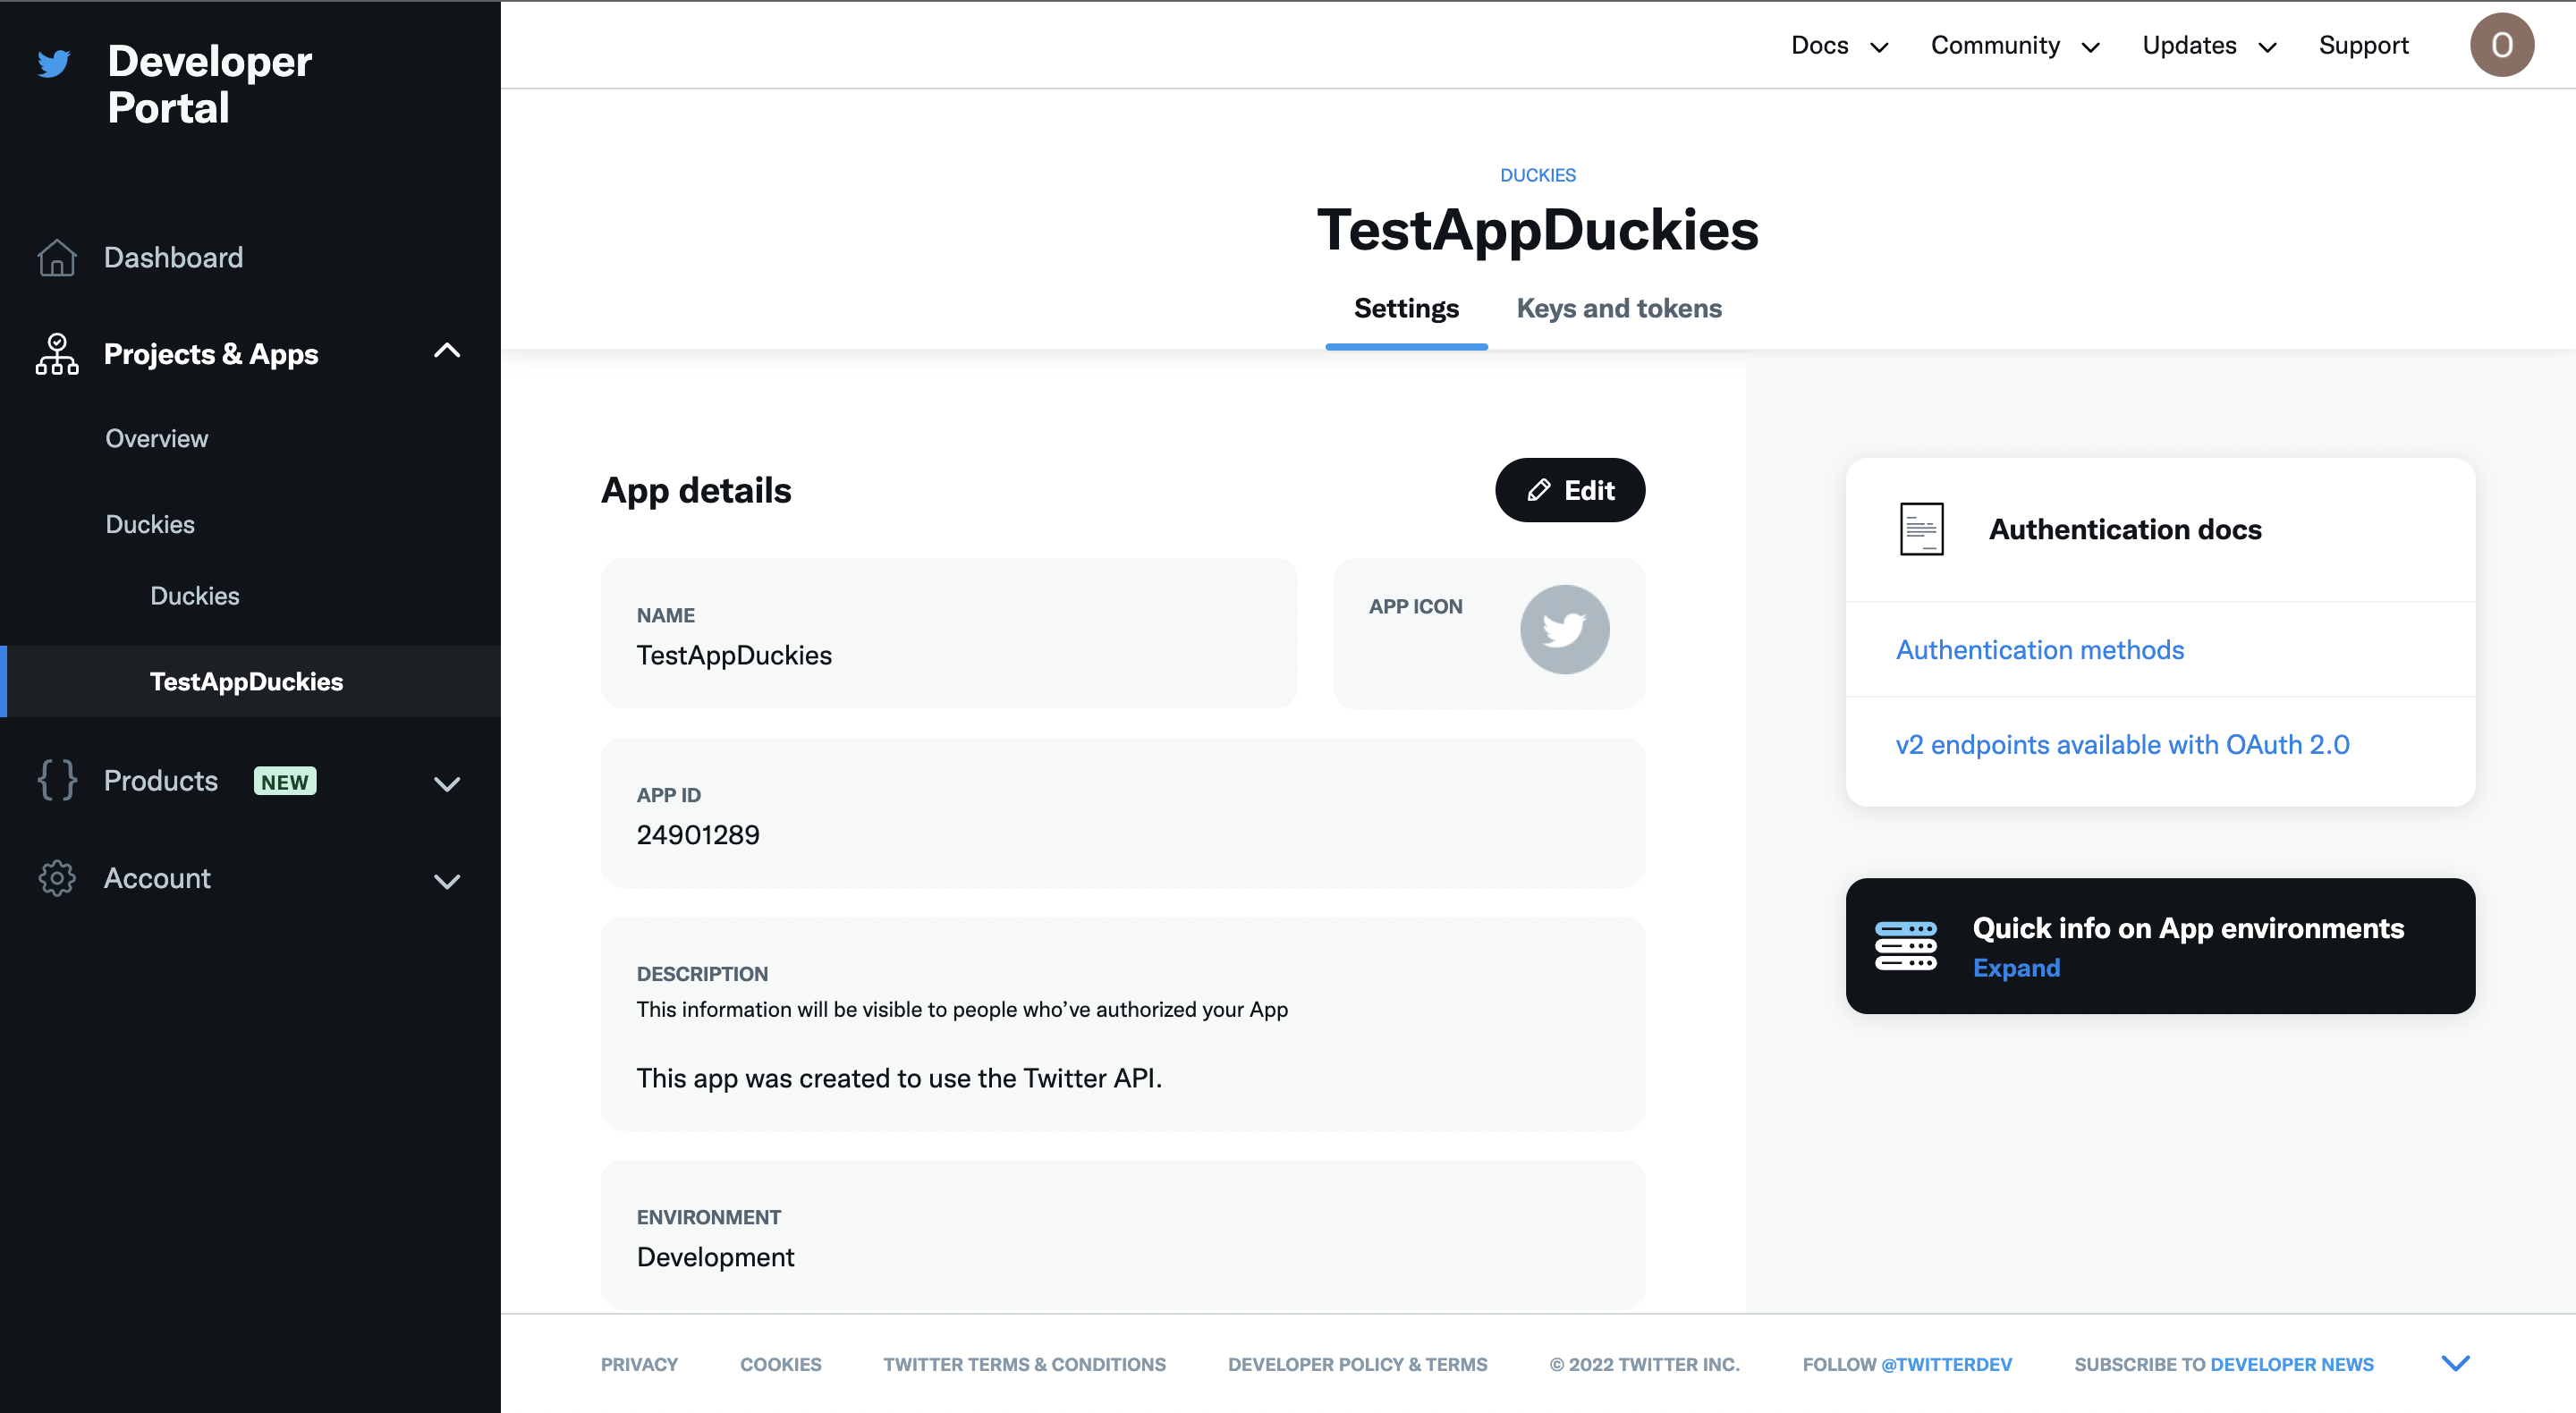 Developer
Portal
Dashboard
Projects & Apps
Overview
Duckies
Duckies
TestAppDuckies
Products NEW
Account
Docs Community Updates Support O
DUCKIES
TestAppDuckies
Settings Keys and tokens
App details
Edit
NAME
TestAppDuckies
APP ICON
APP ID
24901289
DESCRIPTION
This information will be visible to people who’ve authorized your App
This app was created to use the Twitter API.
ENVIRONMENT
Development
Authentication docs
Authentication methods
v2 endpoints available with OAuth 2.0
Quick info on App environments
Expand
PRIVACY COOKIES TWITTER TERMS & CONDITIONS DEVELOPER POLICY & TERMS © 2022 TWITTER INC. FOLLOW @TWITTERDEV SUBSCRIBE TO DEVELOPER NEWS